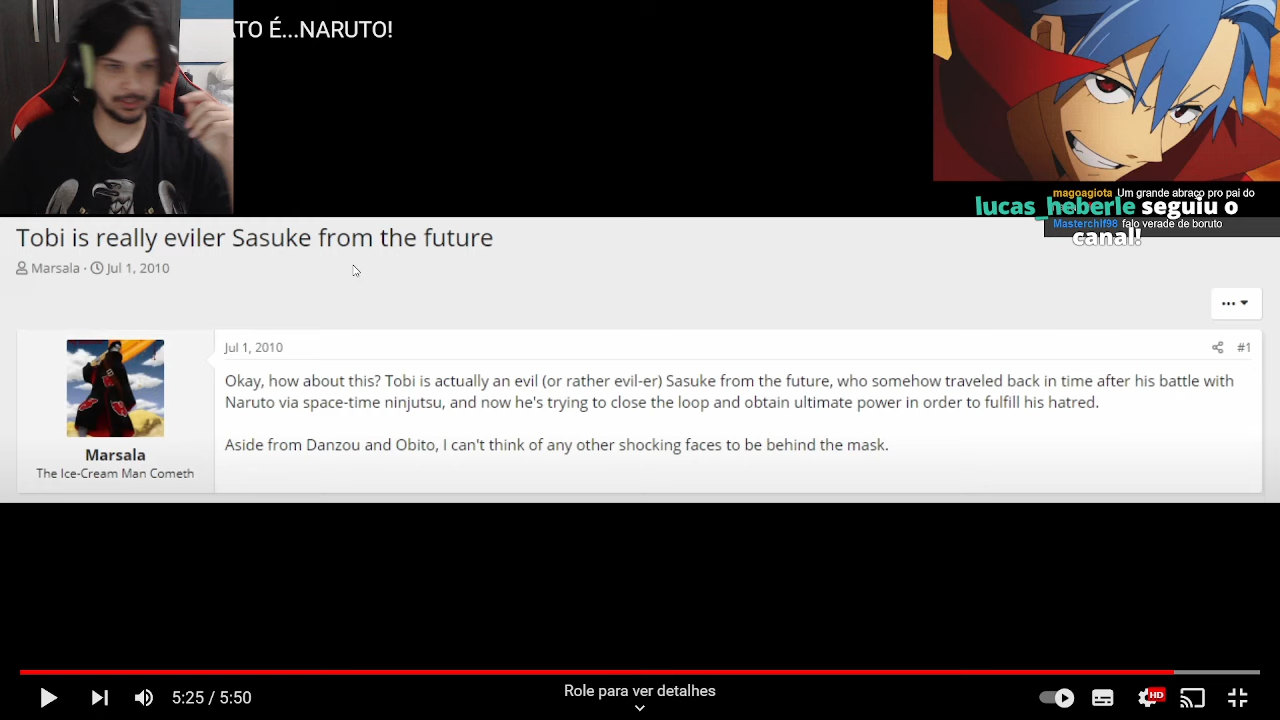 TO É...NARUTO!
magoagiota Um grande abraço pro pai do
lucas_heberle seguiu o
canal!
Masterchif98 falo verade de boruto
Tobi is really eviler Sasuke from the future
Marsala · Jul 1, 2010
Jul 1, 2010
#1
Okay, how about this? Tobi is actually an evil (or rather evil-er) Sasuke from the future, who somehow traveled back in time after his battle with
Naruto via space-time ninjutsu, and now he's trying to close the loop and obtain ultimate power in order to fulfill his hatred.
Aside from Danzou and Obito, I can't think of any other shocking faces to be behind the mask.
Marsala
The Ice-Cream Man Cometh
5:25 / 5:50
Role para ver detalhes
HD